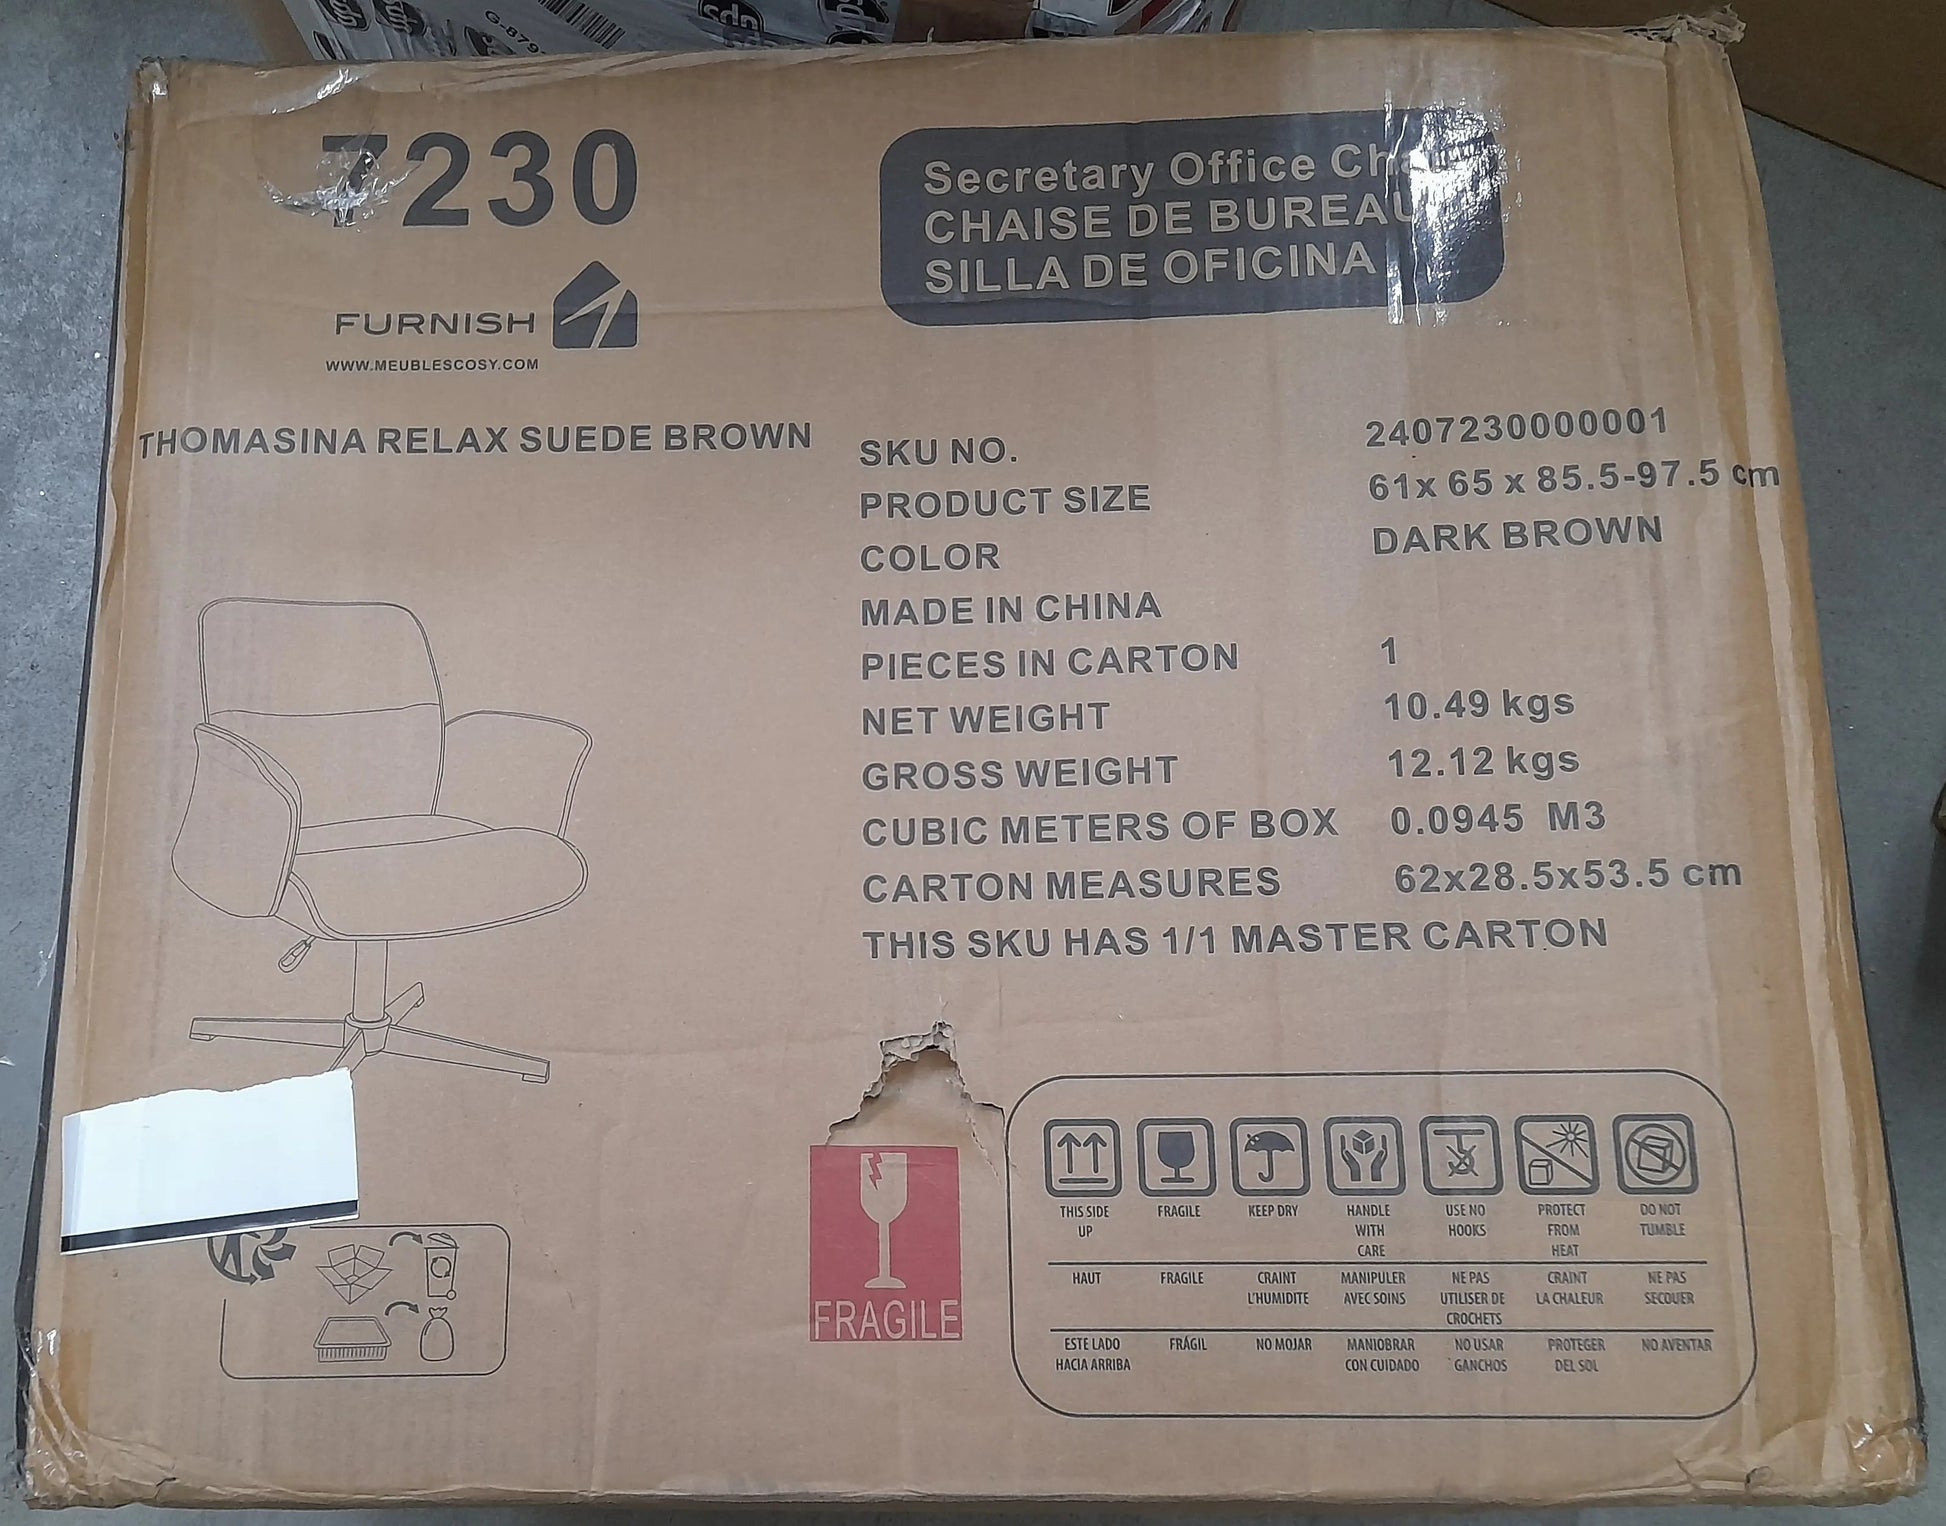 G-879
sdp
7230
Secretary Office Chair
CHAISE DE BUREAU
SILLA DE OFICINA
FURNISH 1
WWW.MEUBLESCOSY.COM
THOMASINA RELAX SUEDE BROWN
SKU NO. 2407230000001
PRODUCT SIZE 61x 65 x 85.5-97.5 cm
COLOR DARK BROWN
MADE IN CHINA
PIECES IN CARTON 1
NET WEIGHT 10.49 kgs
GROSS WEIGHT 12.12 kgs
CUBIC METERS OF BOX 0.0945 M3
CARTON MEASURES 62x28.5x53.5 cm
THIS SKU HAS 1/1 MASTER CARTON
FRAGILE
THIS SIDE UP FRAGILE KEEP DRY HANDLE WITH CARE USE NO HOOKS PROTECT FROM HEAT DO NOT TUMBLE
HAUT FRAGILE CRAINT L'HUMIDITE MANIPULER AVEC SOINS NE PAS UTILISER DE CROCHETS CRAINT LA CHALEUR NE PAS SECOUER
ESTE LADO HACIA ARRIBA FRÁGIL NO MOJAR MANIOBRAR CON CUIDADO NO USAR GANCHOS PROTEGER DEL SOL NO AVENTAR